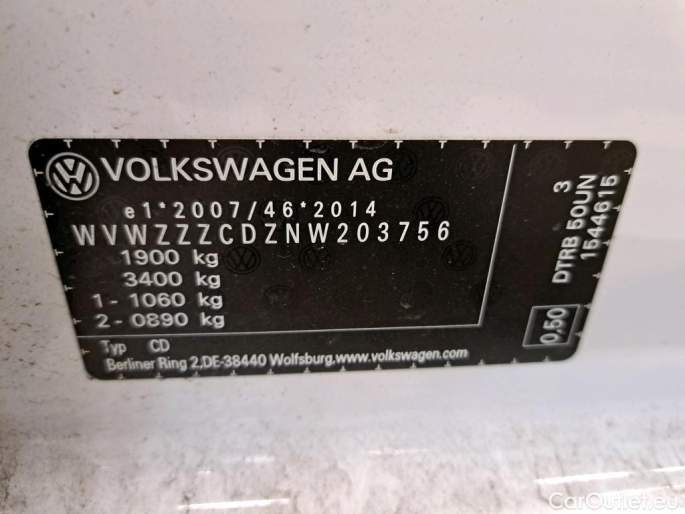 VOLKSWAGEN AG
e1*2007/46*2014
WVWZZZCDZNW203756
1900 kg
3400 kg
1 - 1060 kg
2 - 0890 kg
Typ CD
Berliner Ring 2,DE-38440 Wolfsburg.www.volkswagen.com
3
DTRB 50UN
1544615
0.50
CarOutlet.eu